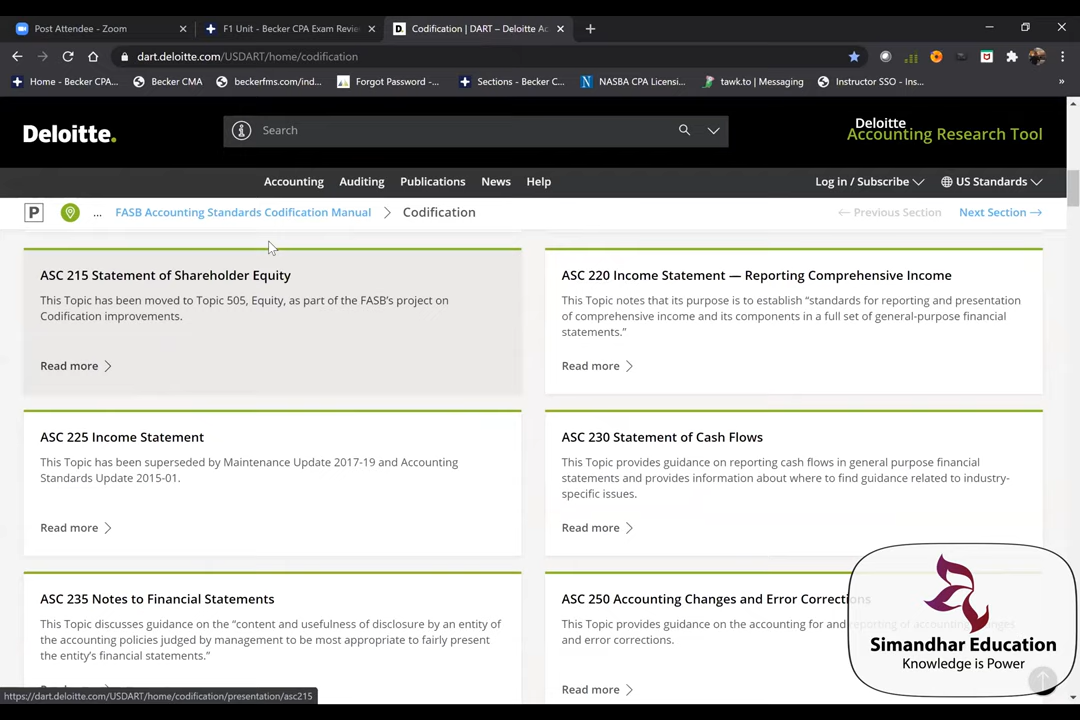 Post Attendee - Zoom
F1 Unit - Becker CPA Exam Revie
Codification | DART – Deloitte Ac
dart.deloitte.com/USDART/home/codification
Home - Becker CPA...
Becker CMA
beckerfms.com/ind...
Forgot Password -...
Sections - Becker C...
NASBA CPA Licensi...
tawk.to | Messaging
Instructor SSO - Ins...
»
Deloitte.
Search
Deloitte
Accounting Research Tool
Accounting
Auditing
Publications
News
Help
Log in / Subscribe
US Standards
P
...
FASB Accounting Standards Codification Manual
Codification
Previous Section
Next Section
ASC 215 Statement of Shareholder Equity
This Topic has been moved to Topic 505, Equity, as part of the FASB's project on
Codification improvements.
Read more
ASC 220 Income Statement — Reporting Comprehensive Income
This Topic notes that its purpose is to establish “standards for reporting and presentation
of comprehensive income and its components in a full set of general-purpose financial
statements.”
Read more
ASC 225 Income Statement
This Topic has been superseded by Maintenance Update 2017-19 and Accounting
Standards Update 2015-01.
Read more
ASC 230 Statement of Cash Flows
This Topic provides guidance on reporting cash flows in general purpose financial
statements and provides information about where to find guidance related to industry-
specific issues.
Read more
ASC 235 Notes to Financial Statements
This Topic discusses guidance on the “content and usefulness of disclosure by an entity of
the accounting policies judged by management to be most appropriate to fairly present
the entity's financial statements.”
ASC 250 Accounting Changes and Error Corrections
This Topic provides guidance on the accounting for and reporting of accounting changes
and error corrections.
Read more
Simandhar Education
Knowledge is Power
https://dart.deloitte.com/USDART/home/codification/presentation/asc215